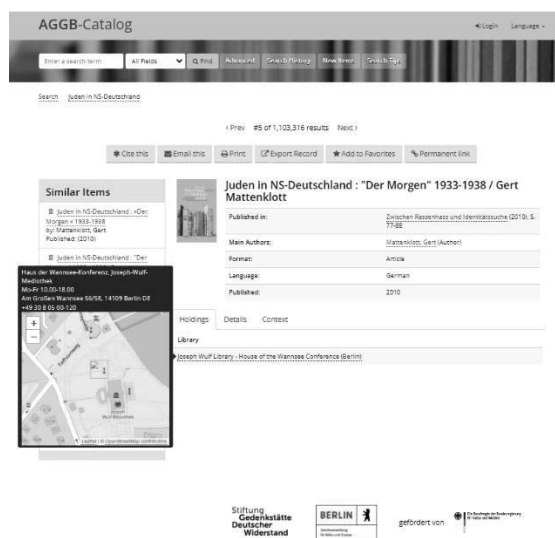 AGGB-Catalog
Login Language
Enter a search term All Fields Find Advanced Search History New Items Search Tips
Search Juden in NS-Deutschland
‹ Prev #5 of 1,103,316 results Next ›
Cite this Email this Print Export Record Add to Favorites Permanent link
Similar Items
Juden in NS-Deutschland : »Der
Morgen « 1933-1938
by: Mattenklott, Gert
Published: (2010)
Juden in NS-Deutschland : "Der
Haus der Wannsee-Konferenz, Joseph-Wulf-
Mediothek
Mo-Fr 10.00-18.00
Am Großen Wannsee 56/58, 14109 Berlin DE
+49 30 8 05 00-120
+
−
Joseph
Wulf Bibliothek
Leaflet | © OpenStreetMap contributors
Juden in NS-Deutschland : "Der Morgen" 1933-1938 / Gert
Mattenklott
Published in: Zwischen Rassenhass und Identitätssuche (2010), S.
77-88
Main Authors: Mattenklott, Gert (Author)
Format: Article
Language: German
Published: 2010
Holdings Details Context
Library
Joseph Wulf Library - House of the Wannsee Conference (Berlin)
Stiftung
Gedenkstätte
Deutscher
Widerstand
BERLIN
gefördert von